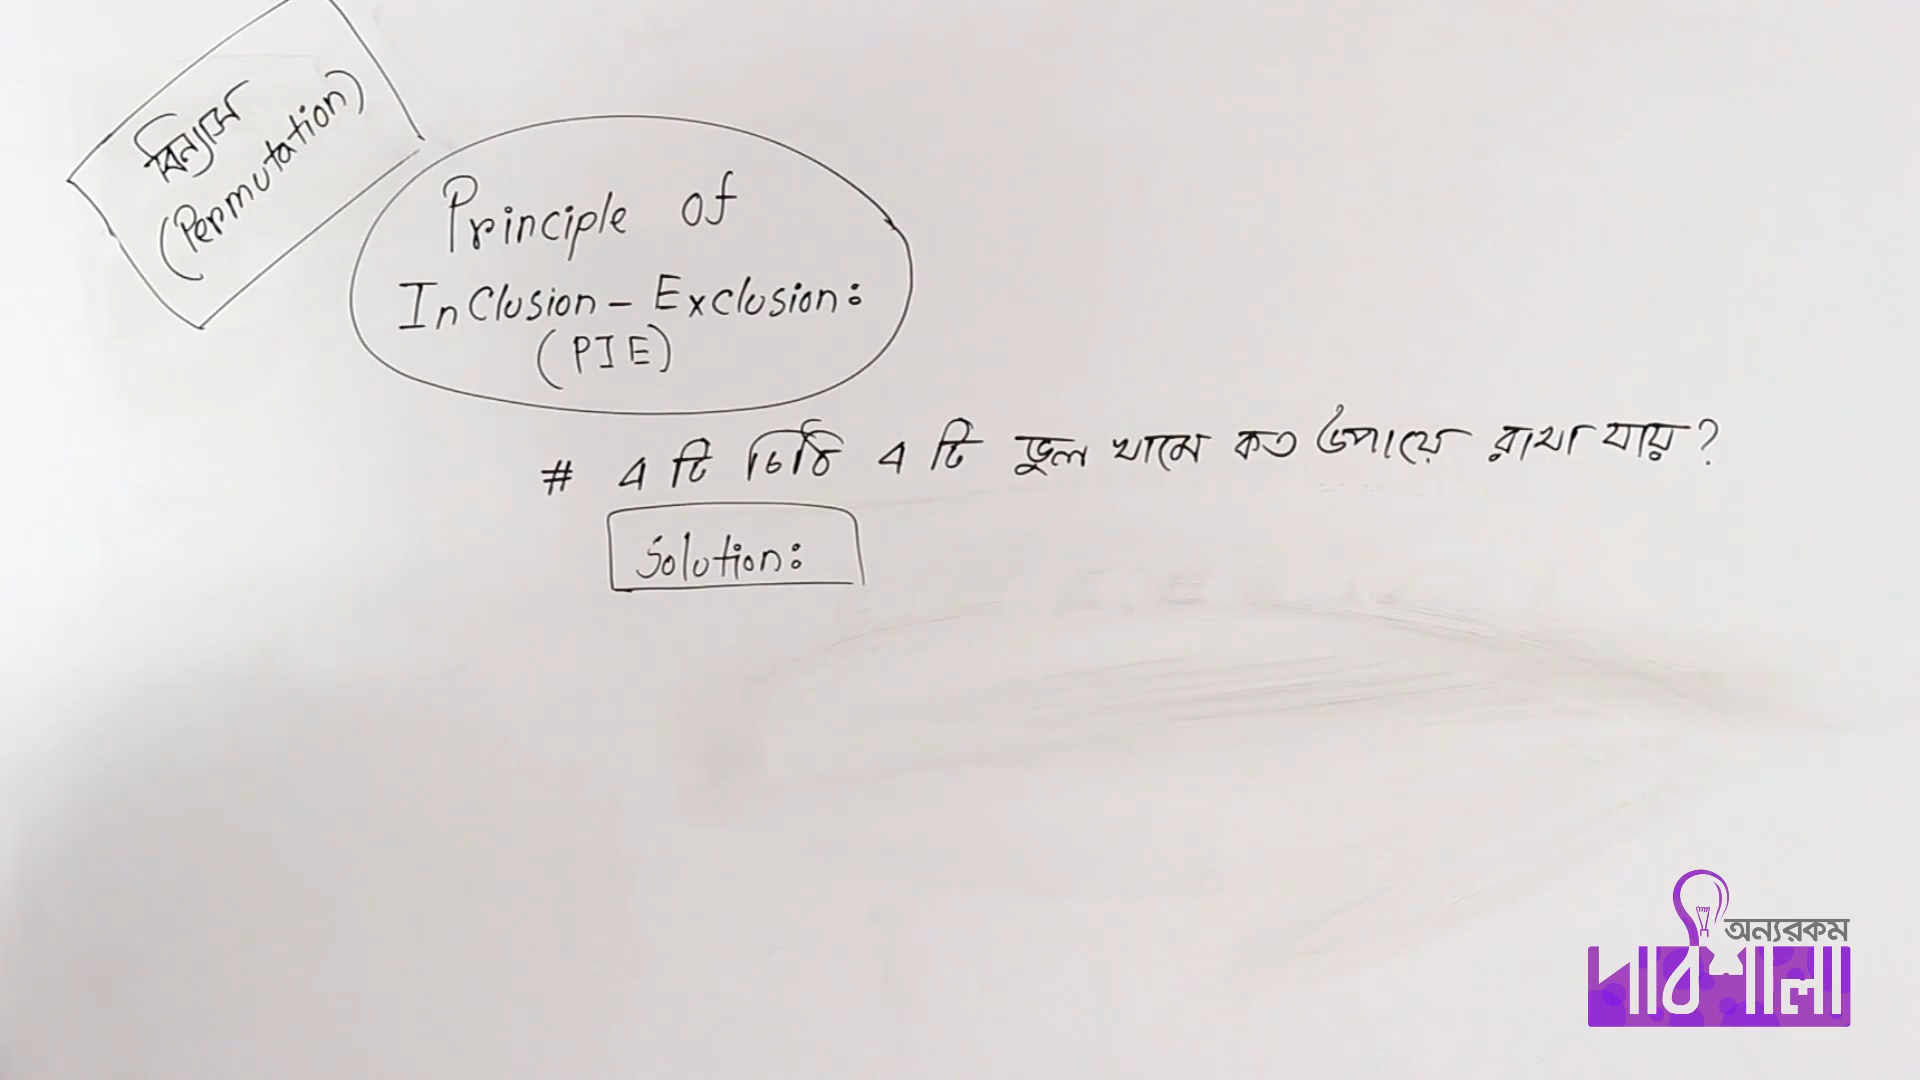 বিন্যাস
(Permutation)
Principle of
Inclusion - Exclusion:
(PIE)
# 4 টি চিঠি 4 টি ভুল খামে কত উপায়ে রাখা যায়?
Solution:
অন্যরকম
পাঠশালা